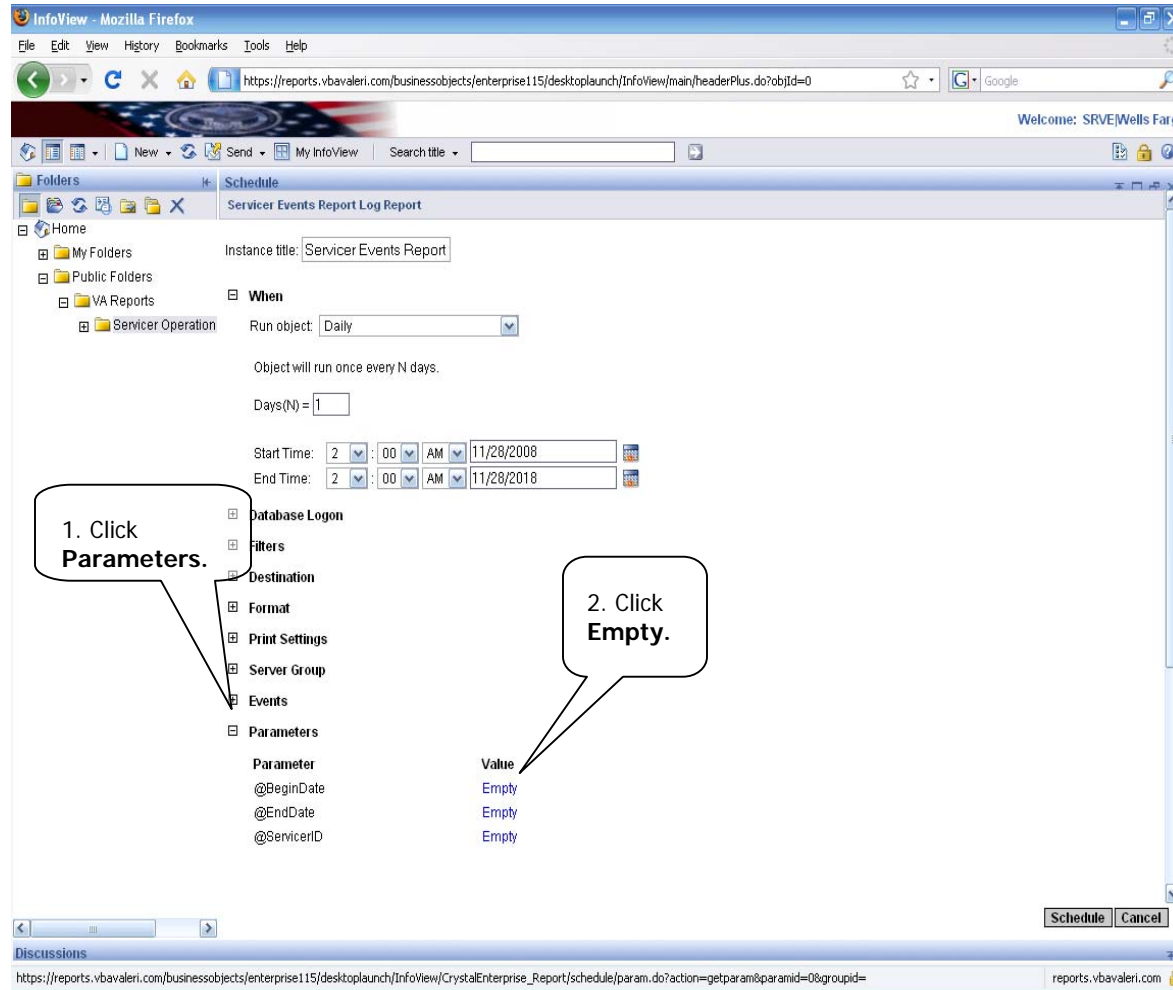 InfoView - Mozilla Firefox
File Edit View History Bookmarks Tools Help
https://reports.vbavaleri.com/businessobjects/enterprise115/desktoplaunch/InfoView/main/headerPlus.do?objId=0
G Google
Welcome: SRVE|Wells Far
New Send My InfoView Search title
Folders
Schedule
Servicer Events Report Log Report
Home
My Folders
Public Folders
VA Reports
Servicer Operation
Instance title: Servicer Events Report
When
Run object: Daily
Object will run once every N days.
Days(N) = 1
Start Time: 2 : 00 AM 11/28/2008
End Time: 2 : 00 AM 11/28/2018
1. Click
Parameters.
Database Logon
Filters
Destination
Format
Print Settings
Server Group
Events
2. Click
Empty.
Parameters
Parameter Value
@BeginDate Empty
@EndDate Empty
@ServicerID Empty
Schedule Cancel
Discussions
https://reports.vbavaleri.com/businessobjects/enterprise115/desktoplaunch/InfoView/CrystalEnterprise_Report/schedule/param.do?action=getparam&paramid=0&groupid=
reports.vbavaleri.com